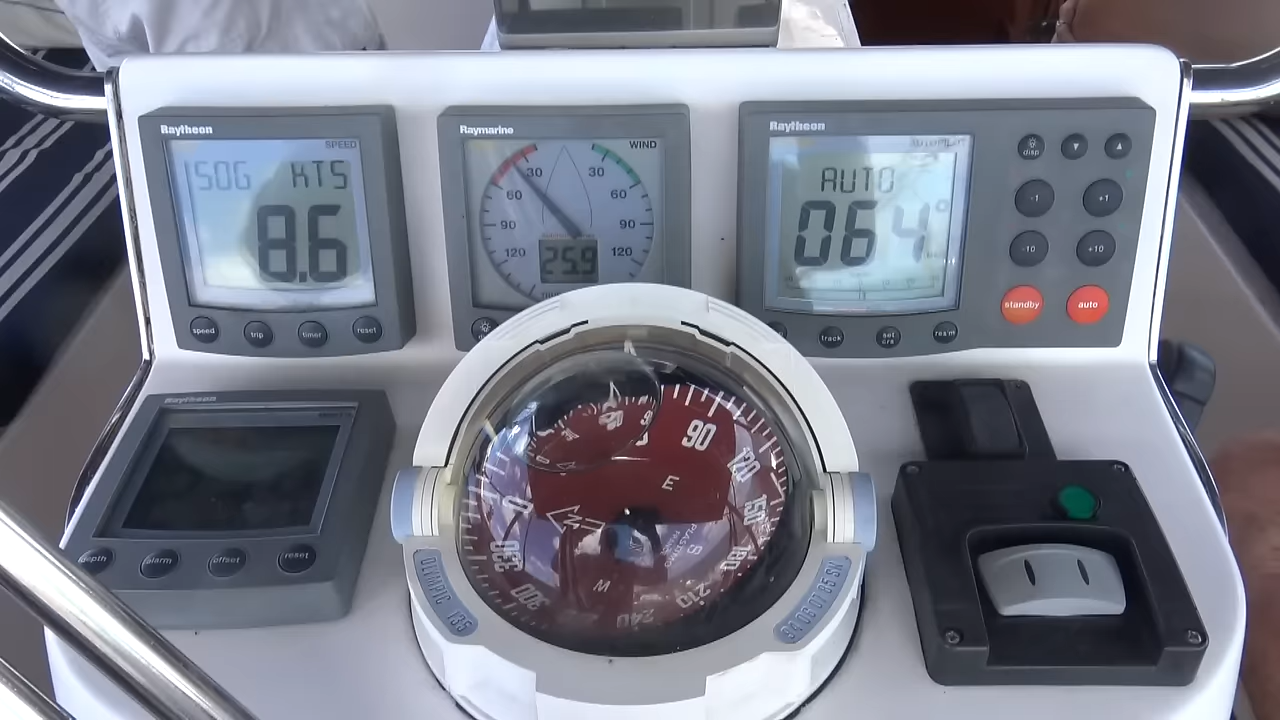 Raytheon
SPEED
SOG KTS
8.6
speed
trip
timer
reset
Raymarine
WIND
30 30
60 60
90 90
120 120
25.9
Raytheon
AUTO
064°
disp
-1
+1
-10
+10
standby
auto
track
Raytheon
depth
alarm
offset
reset
90
120
150
180
210
240
300
330
0
E
N
W
OLYMPIC 135